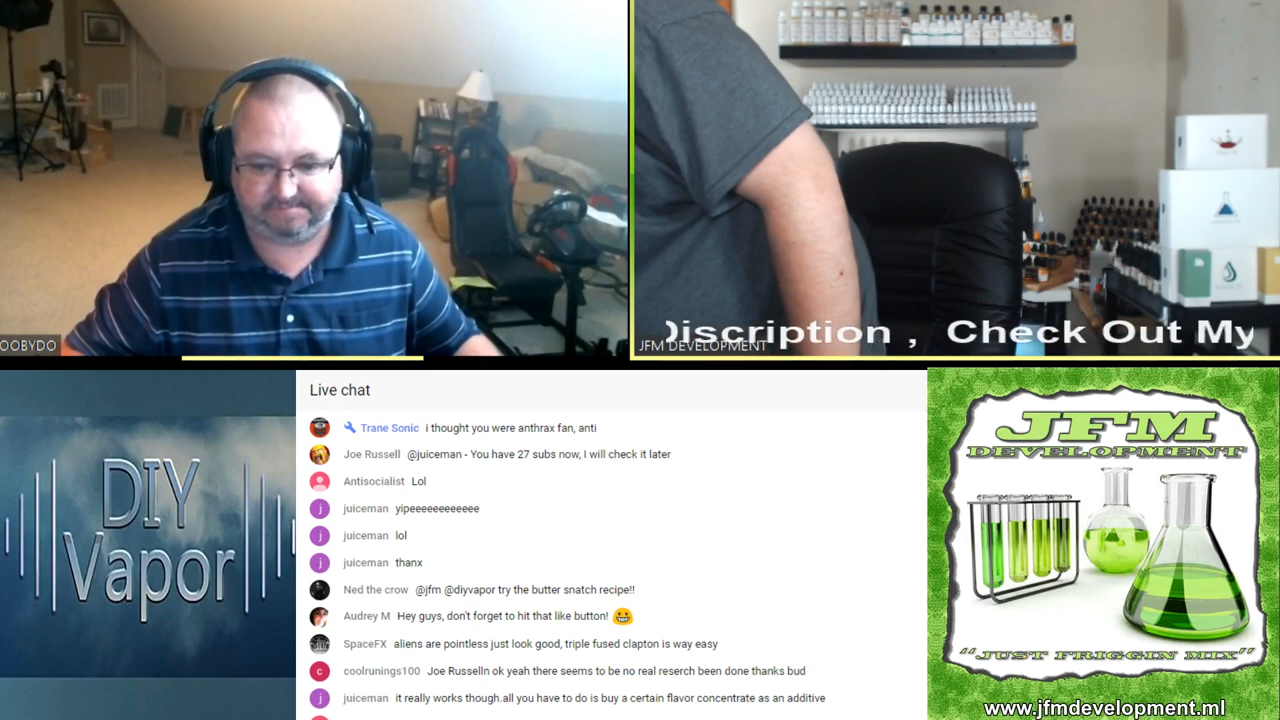 OOBYDO
Discription , Check Out My
JFM DEVELOPMENT
DIY
Vapor
Live chat
Trane Sonic i thought you were anthrax fan, anti
Joe Russell @juiceman - You have 27 subs now, I will check it later
Antisocialist Lol
juiceman yipeeeeeeeeeeee
juiceman lol
juiceman thanx
Ned the crow @jfm @diyvapor try the butter snatch recipe!!
Audrey M Hey guys, don't forget to hit that like button! 😀
SpaceFX aliens are pointless just look good, triple fused clapton is way easy
coolrunings100 Joe Russelln ok yeah there seems to be no real reserch been done thanks bud
juiceman it really works though.all you have to do is buy a certain flavor concentrate as an additive
JFM
DEVELOPMENT
"JUST FRIGGIN MIX"
www.jfmdevelopment.ml